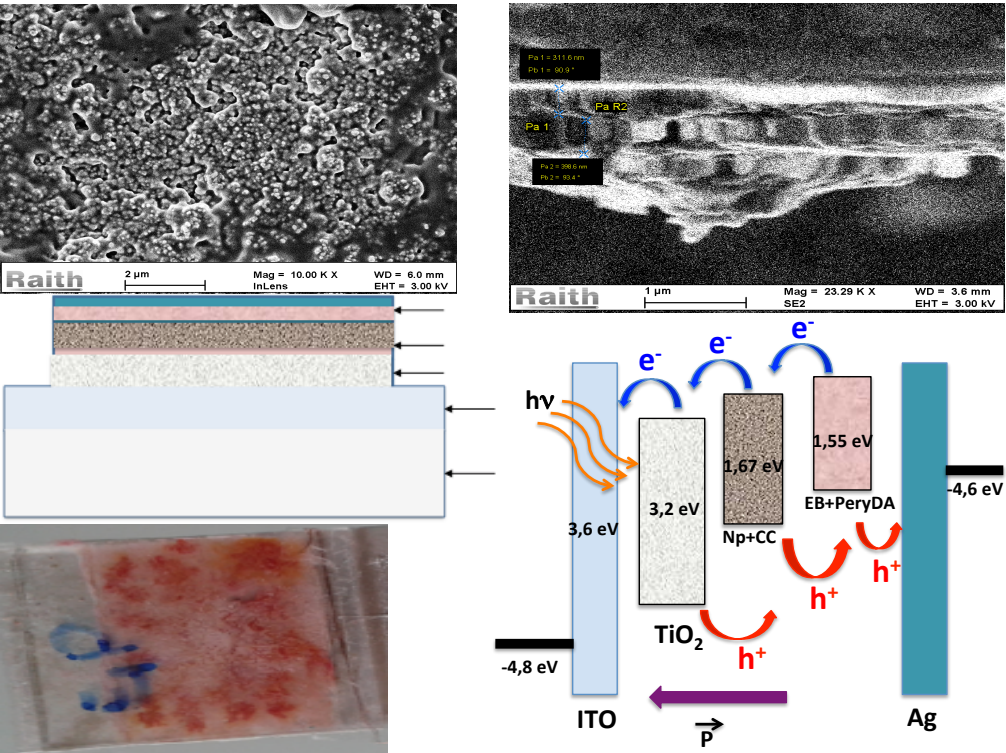 Raith
2 µm
Mag = 10.00 K X
InLens
WD = 6.0 mm
EHT = 3.00 kV
Pa 1 = 311.6 nm
Pb 1 = 90.9 °
Pa R2
Pa 1
Pa 2 = 398.6 nm
Pb 2 = 93.4 °
Raith
1 µm
Mag = 23.29 K X
SE2
WD = 3.6 mm
EHT = 3.00 kV
e-
e-
e-
hν
1,55 eV
1,67 eV
-4,6 eV
EB+PeryDA
3,2 eV
3,6 eV
Np+CC
h+
h+
TiO2
h+
-4,8 eV
ITO
P
Ag